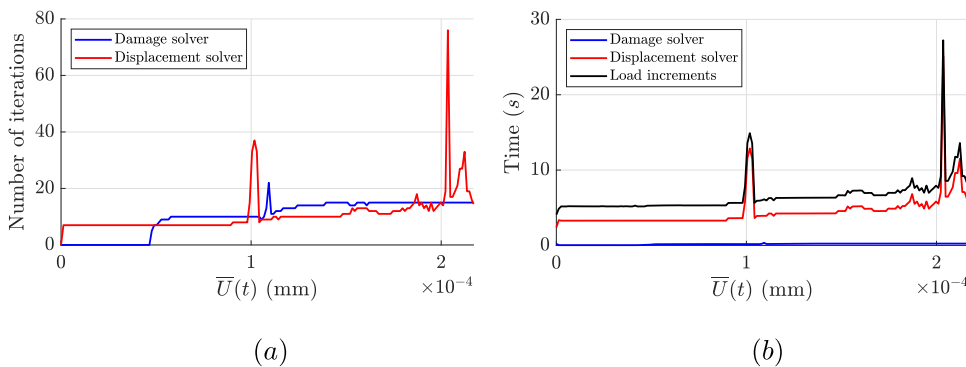 80
60
40
20
0
Number of iterations
Damage solver
Displacement solver
0
1
2
U̅(t) (mm)
×10⁻⁴
(a)
30
20
10
0
Time (s)
Damage solver
Displacement solver
Load increments
0
1
2
U̅(t) (mm)
×10⁻⁴
(b)